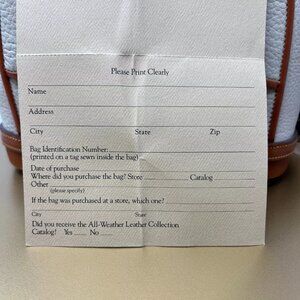 Please Print Clearly
Name
Address
City State Zip
Bag Identification Number:
(printed on a tag sewn inside the bag)
Date of purchase
Where did you purchase the bag? Store Catalog
Other
(please specify)
If the bag was purchased at a store, which one?
City State
Did you receive the All-Weather Leather Collection
Catalog? Yes No